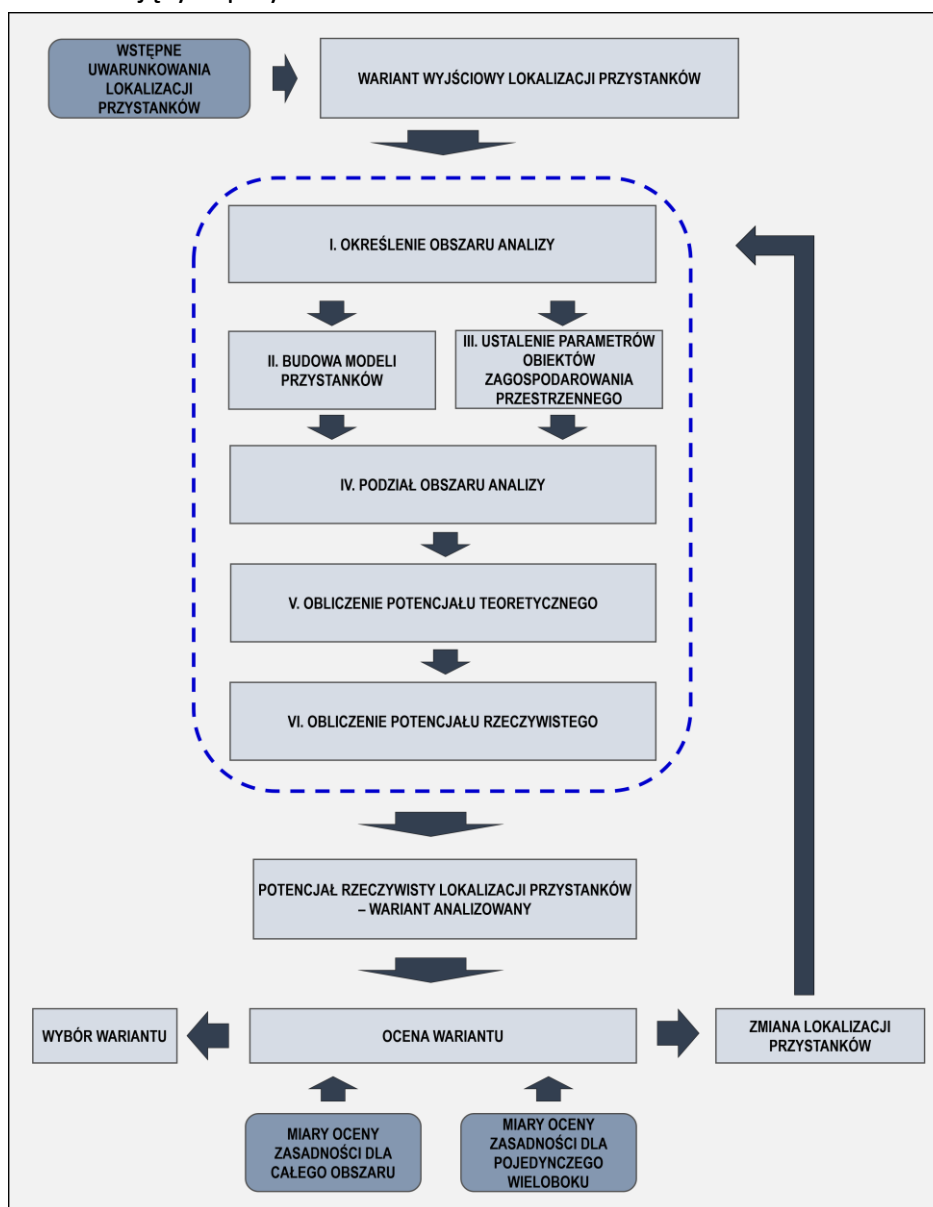 WSTĘPNE
UWARUNKOWANIA
LOKALIZACJI
PRZYSTANKÓW
WARIANT WYJŚCIOWY LOKALIZACJI PRZYSTANKÓW
I. OKREŚLENIE OBSZARU ANALIZY
II. BUDOWA MODELI
PRZYSTANKÓW
III. USTALENIE PARAMETRÓW
OBIEKTÓW
ZAGOSPODAROWANIA
PRZESTRZENNEGO
IV. PODZIAŁ OBSZARU ANALIZY
V. OBLICZENIE POTENCJAŁU TEORETYCZNEGO
VI. OBLICZENIE POTENCJAŁU RZECZYWISTEGO
POTENCJAŁ RZECZYWISTY LOKALIZACJI PRZYSTANKÓW
– WARIANT ANALIZOWANY
WYBÓR WARIANTU
OCENA WARIANTU
ZMIANA LOKALIZACJI
PRZYSTANKÓW
MIARY OCENY
ZASADNOŚCI DLA
CAŁEGO OBSZARU
MIARY OCENY
ZASADNOŚCI DLA
POJEDYNCZEGO
WIELOBOKU